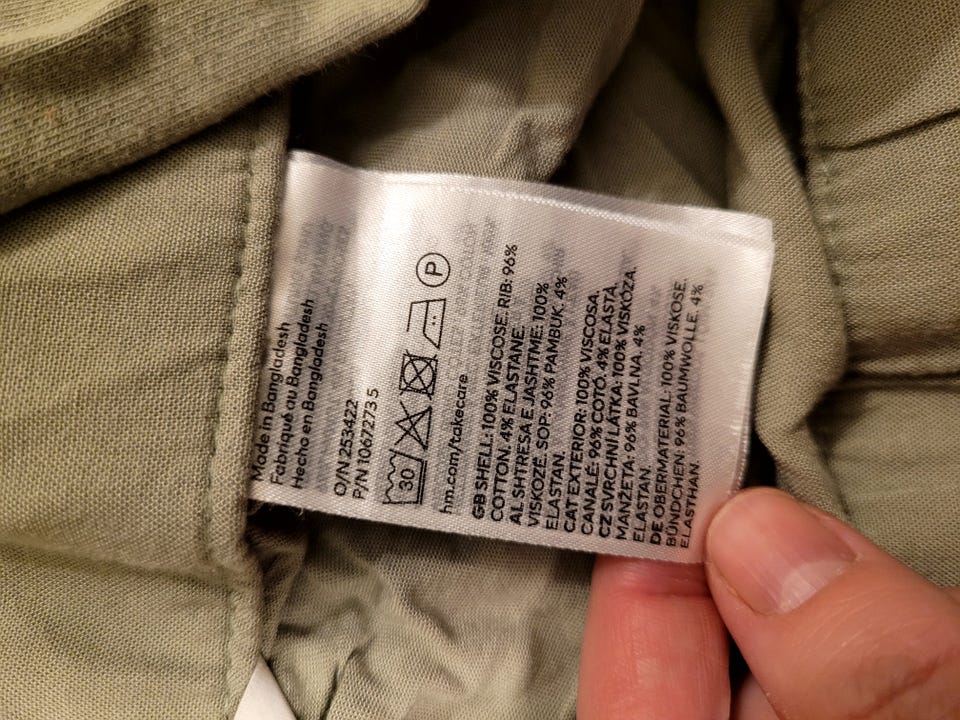 Made in Bangladesh
Fabriqué au Bangladesh
Hecho en Bangladesh
O/N 253422
P/N 1067273 5
30
P
hm.com/takecare
GB SHELL: 100% VISCOSE. RIB: 96%
COTTON. 4% ELASTANE.
AL SHTRESA E JASHTME: 100%
VISKOZË. SOP: 96% PAMBUK. 4%
ELASTAN.
CAT EXTERIOR: 100% VISCOSA.
CANALÉ: 96% COTÓ. 4% ELASTÀ.
CZ SVRCHNÍ LÁTKA: 100% VISKÓZA.
MANŽETA: 96% BAVLNA. 4%
ELASTAN.
DE OBERMATERIAL: 100% VISKOSE.
BÜNDCHEN: 96% BAUMWOLLE. 4%
ELASTHAN.